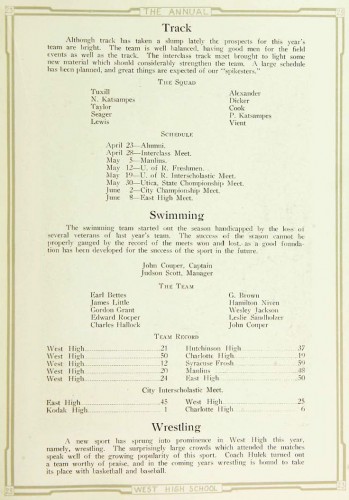 THE ANNUAL
Track
Although track has taken a slump lately the prospects for this year's
team are bright. The team is well balanced, having good men for the field
events as well as the track. The interclass track meet brought to light some
new material which should considerably strengthen the team. A large schedule
has been planned, and great things are expected of our "spikesters."
THE SQUAD
Tuxill Alexander
N. Katsampes Dicker
Taylor Cook
Seager P. Katsampes
Lewis Vient
SCHEDULE
April 23—Alumni.
April 28—Interclass Meet.
May 5—Manlius.
May 12—U. of R. Freshmen.
May 19—U. of R. Interscholastic Meet.
May 30—Utica, State Championship Meet.
June 2—City Championship Meet.
June 8—East High Meet.
Swimming
The swimming team started out the season handicapped by the loss of
several veterans of last year's team. The success of the season cannot be
properly gauged by the record of the meets won and lost, as a good founda-
tion has been developed for the success of the sport in the future.
John Couper, Captain
Judson Scott, Manager
THE TEAM
Earl Bettes G. Brown
James Little Hamilton Nixen
Gordon Grant Wesley Jackson
Edward Roeper Leslie Sandholzer
Charles Hallock John Couper
TEAM RECORD
West High 21 Hutchinson High 37
West High 50 Charlotte High 19
West High 12 Syracuse Frosh 59
West High 20 Manlius 48
West High 24 East High 50
City Interscholastic Meet.
East High 45 West High 25
Kodak High 1 Charlotte High 6
Wrestling
A new sport has sprung into prominence in West High this year,
namely, wrestling. The surprisingly large crowds which attended the matches
speak well of the growing popularity of this sport. Coach Hulek turned out
a team worthy of praise, and in the coming years wrestling is bound to take
its place with basketball and baseball.
WEST HIGH SCHOOL